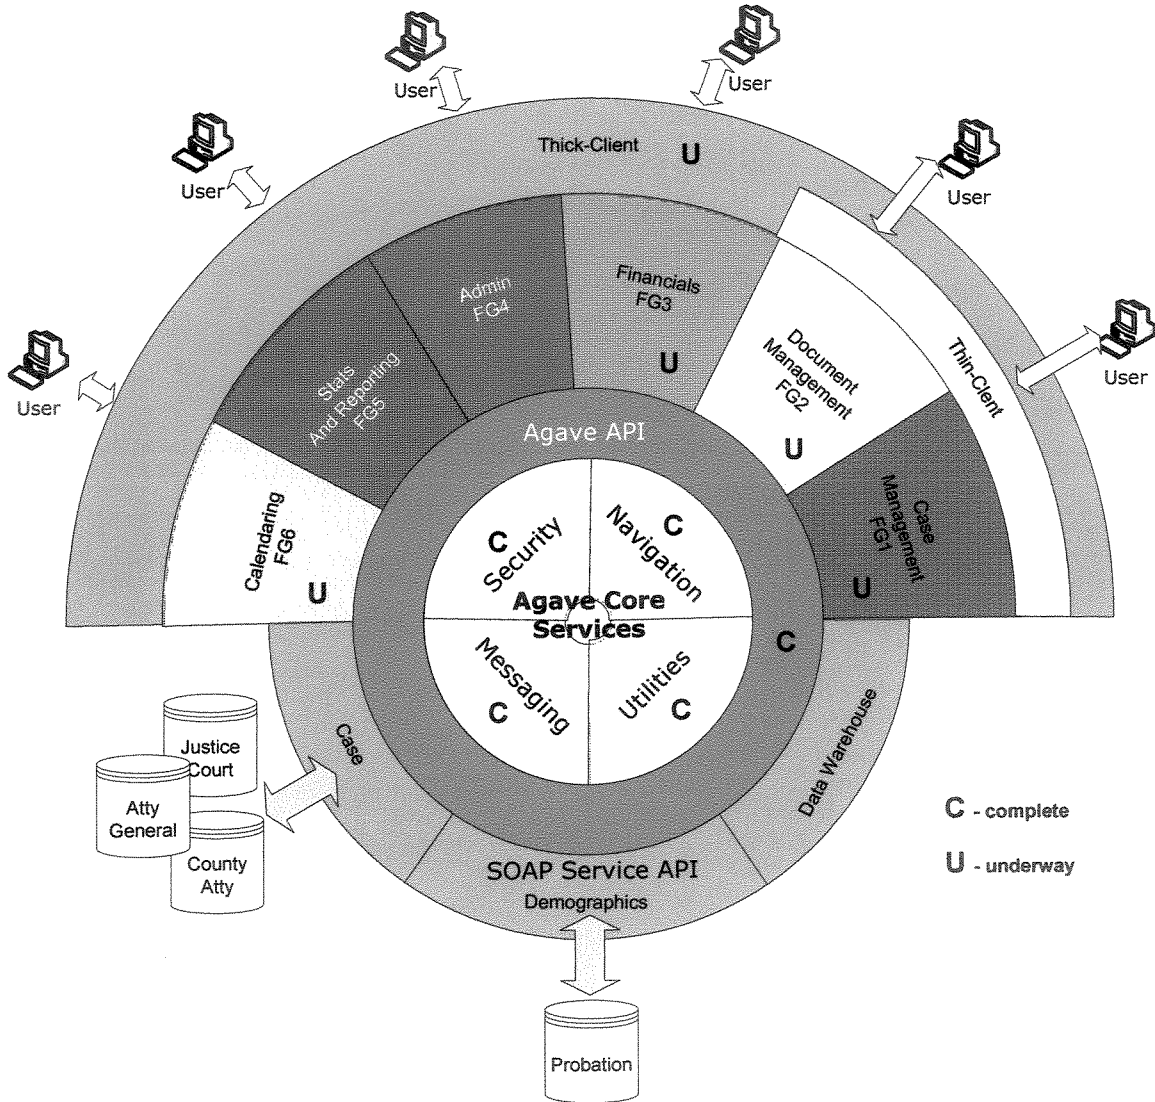 User
User
User
User
User
User
Thick-Client
U
Thin-Client
Admin
FG4
Financials
FG3
U
Stats
And Reporting
FG5
Document
Management
FG2
U
Calendaring
FG6
U
Case
Management
FG1
U
Agave API
C
C
Security
C
Navigation
Agave Core
Services
Messaging
C
Utilities
C
Case
SOAP Service API
Demographics
Data Warehouse
Justice
Court
Atty
General
County
Atty
Probation
C - complete
U - underway